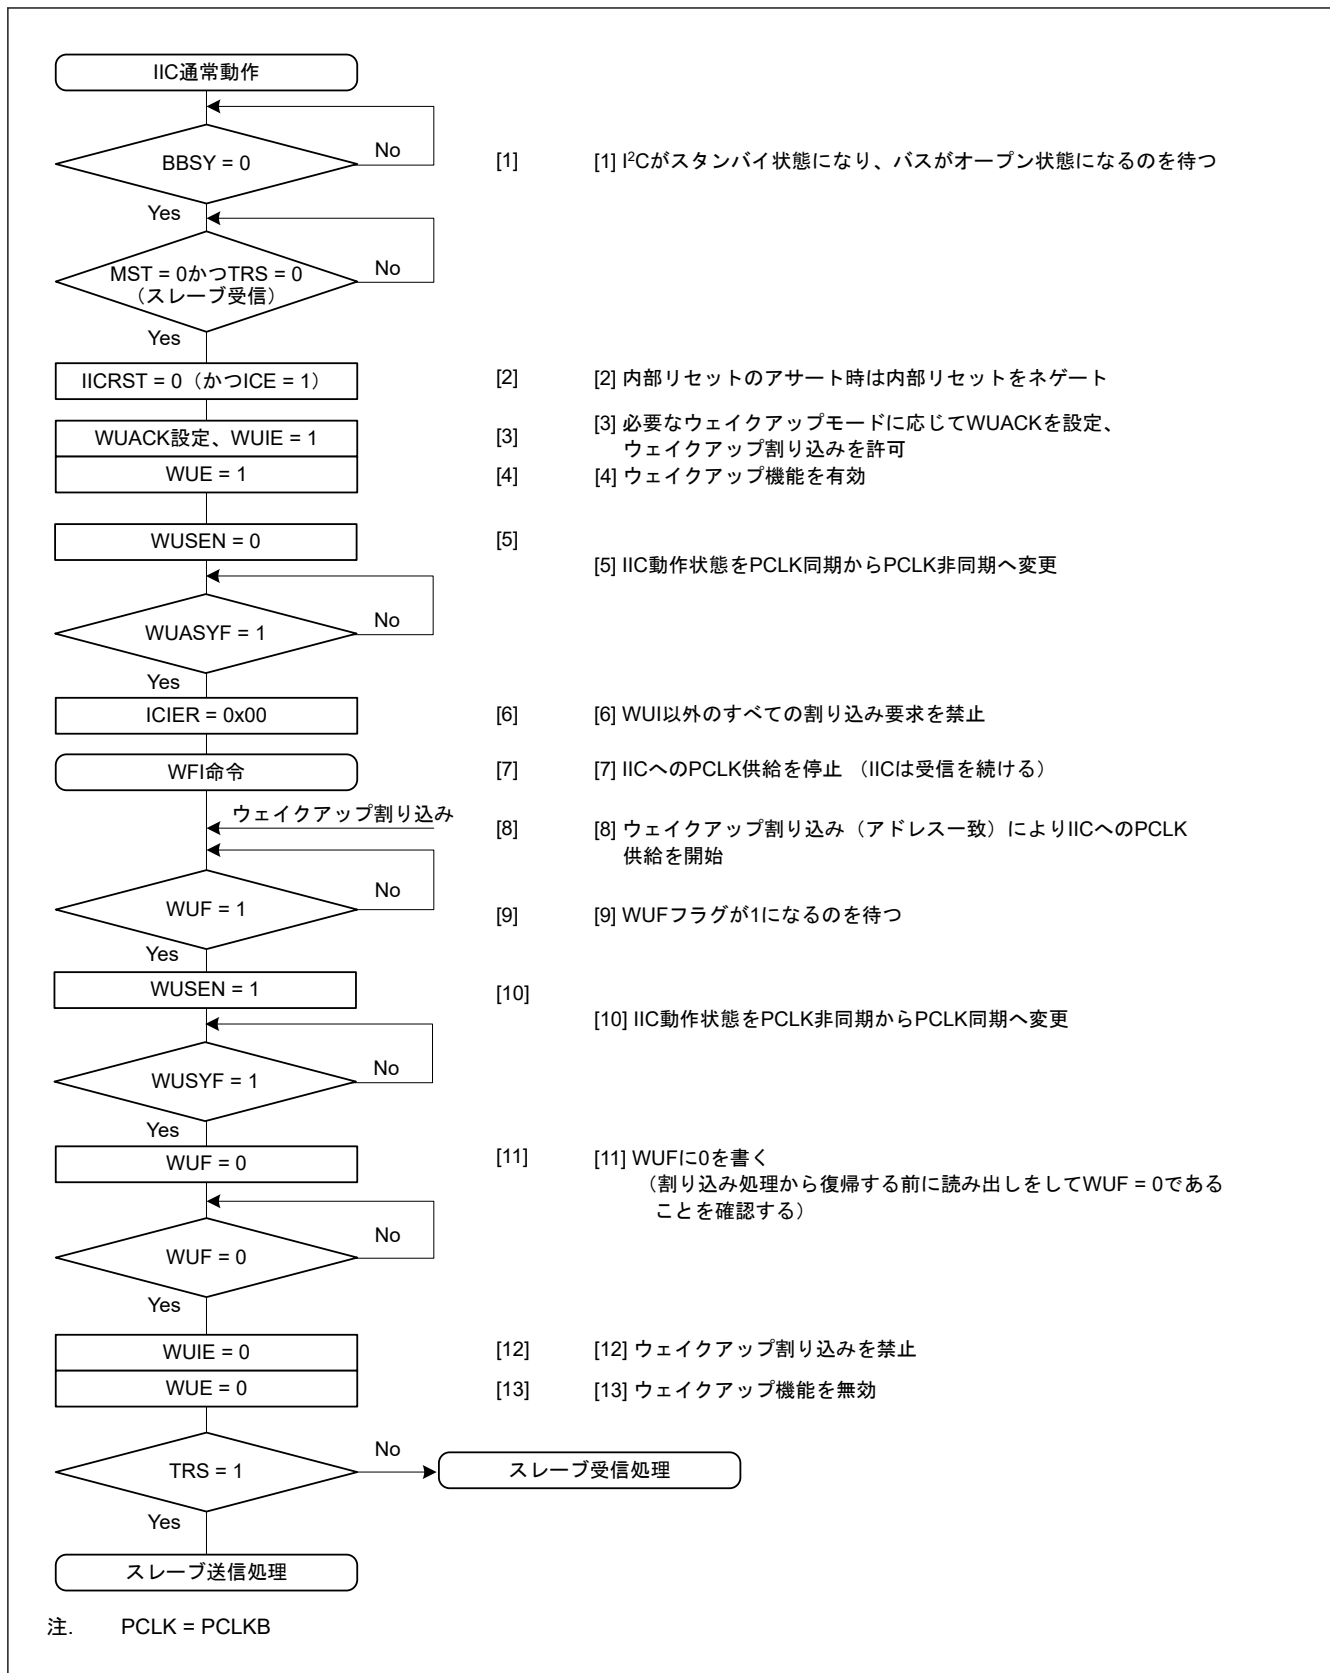 IIC通常動作
BBSY = 0
No
[1]
[1] I²Cがスタンバイ状態になり、バスがオープン状態になるのを待つ
Yes
MST = 0かつTRS = 0
（スレーブ受信）
No
Yes
IICRST = 0（かつICE = 1）
[2]
[2] 内部リセットのアサート時は内部リセットをネゲート
WUACK設定、WUIE = 1
[3]
[3] 必要なウェイクアップモードに応じてWUACKを設定、
ウェイクアップ割り込みを許可
WUE = 1
[4]
[4] ウェイクアップ機能を有効
WUSEN = 0
[5]
[5] IIC動作状態をPCLK同期からPCLK非同期へ変更
WUASYF = 1
No
Yes
ICIER = 0x00
[6]
[6] WUI以外のすべての割り込み要求を禁止
WFI命令
[7]
[7] IICへのPCLK供給を停止 （IICは受信を続ける）
ウェイクアップ割り込み
[8]
[8] ウェイクアップ割り込み（アドレス一致）によりIICへのPCLK
供給を開始
WUF = 1
No
[9]
[9] WUFフラグが1になるのを待つ
Yes
WUSEN = 1
[10]
[10] IIC動作状態をPCLK非同期からPCLK同期へ変更
WUSYF = 1
No
Yes
WUF = 0
[11]
[11] WUFに0を書く
（割り込み処理から復帰する前に読み出しをしてWUF = 0である
ことを確認する）
WUF = 0
No
Yes
WUIE = 0
[12]
[12] ウェイクアップ割り込みを禁止
WUE = 0
[13]
[13] ウェイクアップ機能を無効
TRS = 1
No
スレーブ受信処理
Yes
スレーブ送信処理
注. PCLK = PCLKB